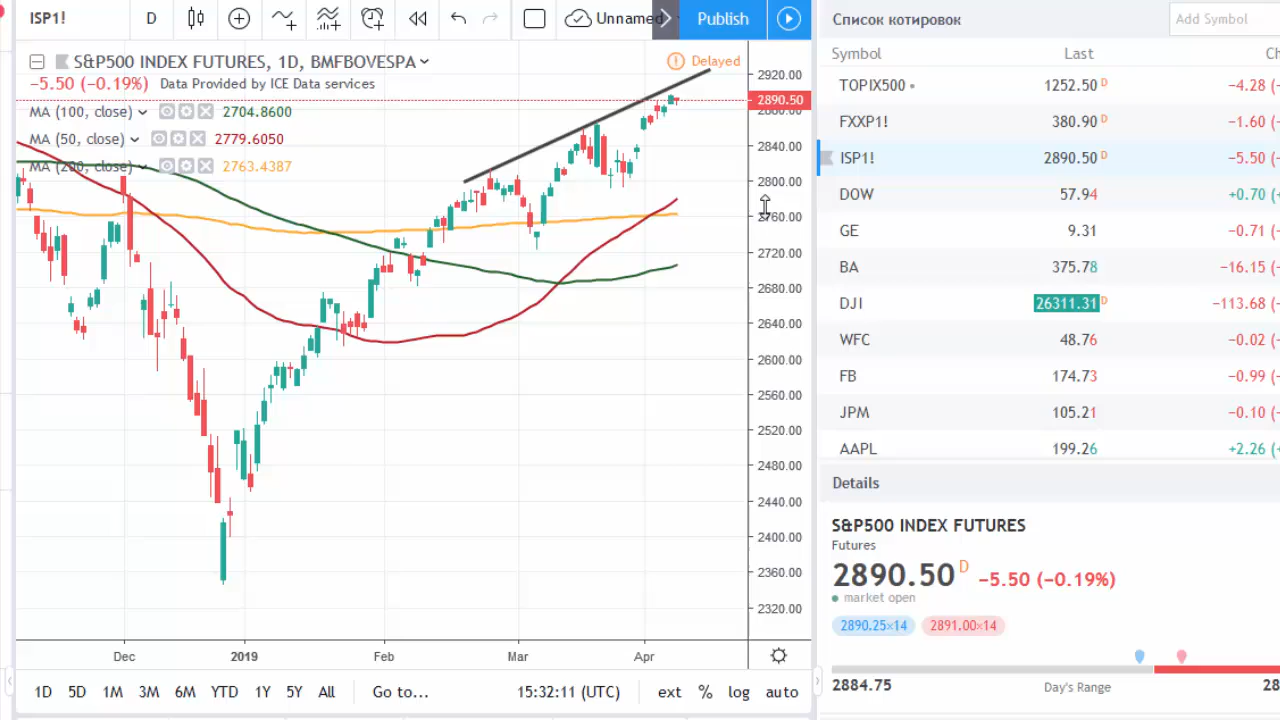 ISP1! D Unnamed Publish
S&P500 INDEX FUTURES, 1D, BMFBOVESPA Delayed
−5.50 (−0.19%) Data Provided by ICE Data services
MA (100, close) 2704.8600
MA (50, close) 2779.6050
MA (200, close) 2763.4387
2920.00
2890.50
2880.00
2840.00
2800.00
2760.00
2720.00
2680.00
2640.00
2600.00
2560.00
2520.00
2480.00
2440.00
2400.00
2360.00
2320.00
Dec 2019 Feb Mar Apr
1D 5D 1M 3M 6M YTD 1Y 5Y All Go to... 15:32:11 (UTC) ext % log auto
Список котировок Add Symbol
Symbol Last Ch
TOPIX500 • 1252.50 D −4.28 (-
FXXP1! 380.90 D −1.60 (-
ISP1! 2890.50 D −5.50 (-
DOW 57.94 +0.70 (+
GE 9.31 −0.71 (-
BA 375.78 −16.15 (-
DJI 26311.31 D −113.68 (-
WFC 48.76 −0.02 (-
FB 174.73 −0.99 (-
JPM 105.21 −0.10 (-
AAPL 199.26 +2.26 (+
Details
S&P500 INDEX FUTURES
Futures
2890.50 D −5.50 (−0.19%)
market open
2890.25×14 2891.00×14
2884.75 Day's Range 28